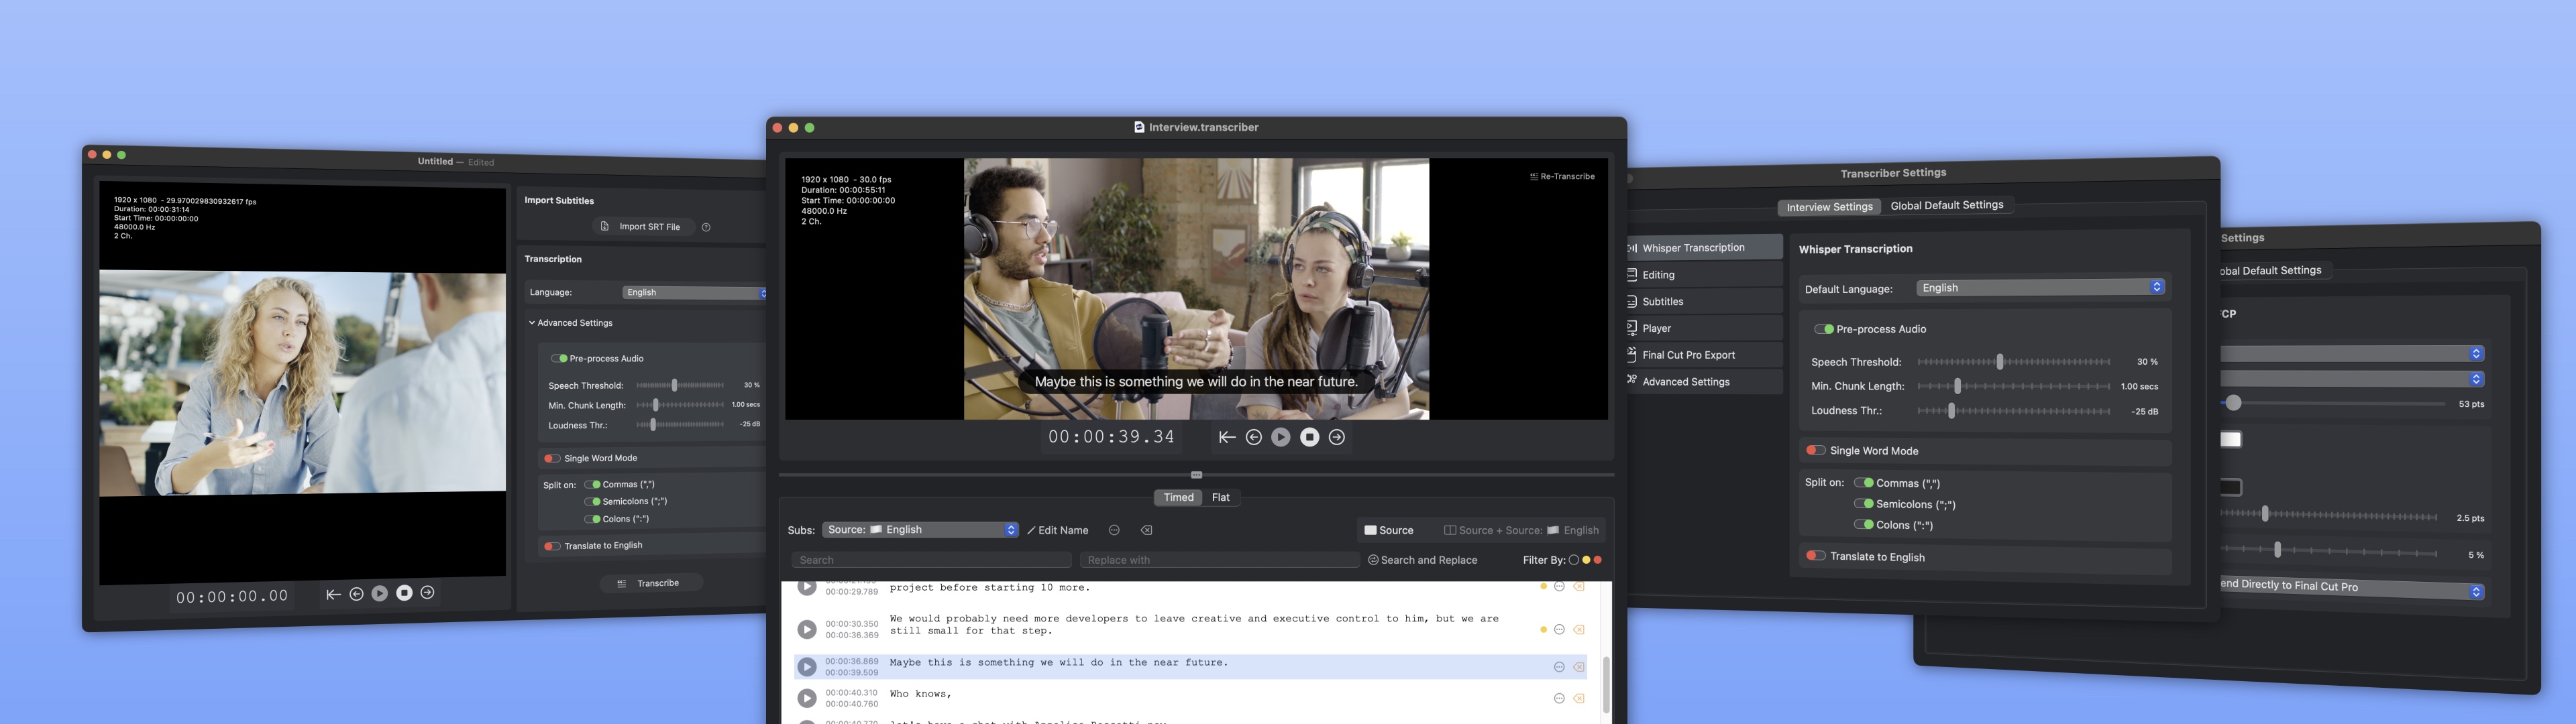 Untitled — Edited
1920 x 1080 - 29.970029830932617 fps
Duration: 00:00:31:14
Start Time: 00:00:00:00
48000.0 Hz
2 Ch.
00:00:00.00
Import Subtitles
Import SRT File
Transcription
Language: English
Advanced Settings
Pre-process Audio
Speech Threshold: 30 %
Min. Chunk Length: 1.00 secs
Loudness Thr.: -25 dB
Single Word Mode
Split on: Commas (",")
Semicolons (";")
Colons (":")
Translate to English
Transcribe
Interview.transcriber
1920 x 1080 - 30.0 fps
Duration: 00:00:55:11
Start Time: 00:00:00:00
48000.0 Hz
2 Ch.
Re-Transcribe
Maybe this is something we will do in the near future.
00:00:39.34
Timed Flat
Subs: Source: English Edit Name Source Source + Source: English
Search Replace with Search and Replace Filter By:
00:00:29.789 project before starting 10 more.
00:00:30.350 We would probably need more developers to leave creative and executive control to him, but we are
00:00:36.369 still small for that step.
00:00:36.869 Maybe this is something we will do in the near future.
00:00:39.509
00:00:40.310 Who knows,
00:00:40.760
Transcriber Settings
Interview Settings Global Default Settings
Whisper Transcription
Editing
Subtitles
Player
Final Cut Pro Export
Advanced Settings
Whisper Transcription
Default Language: English
Pre-process Audio
Speech Threshold: 30 %
Min. Chunk Length: 1.00 secs
Loudness Thr.: -25 dB
Single Word Mode
Split on: Commas (",")
Semicolons (";")
Colons (":")
Translate to English
Settings
obal Default Settings
FCP
53 pts
2.5 pts
5 %
end Directly to Final Cut Pro